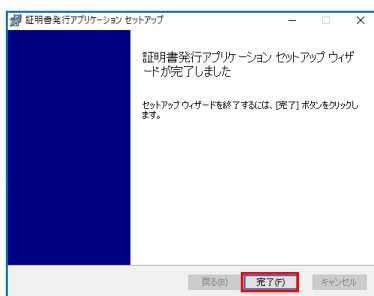 証明書発行アプリケーション セットアップ
証明書発行アプリケーション セットアップ ウィザ
ードが完了しました
セットアップ ウィザードを終了するには、[完了] ボタンをクリックし
ます。
戻る(B) 完了(F) キャンセル